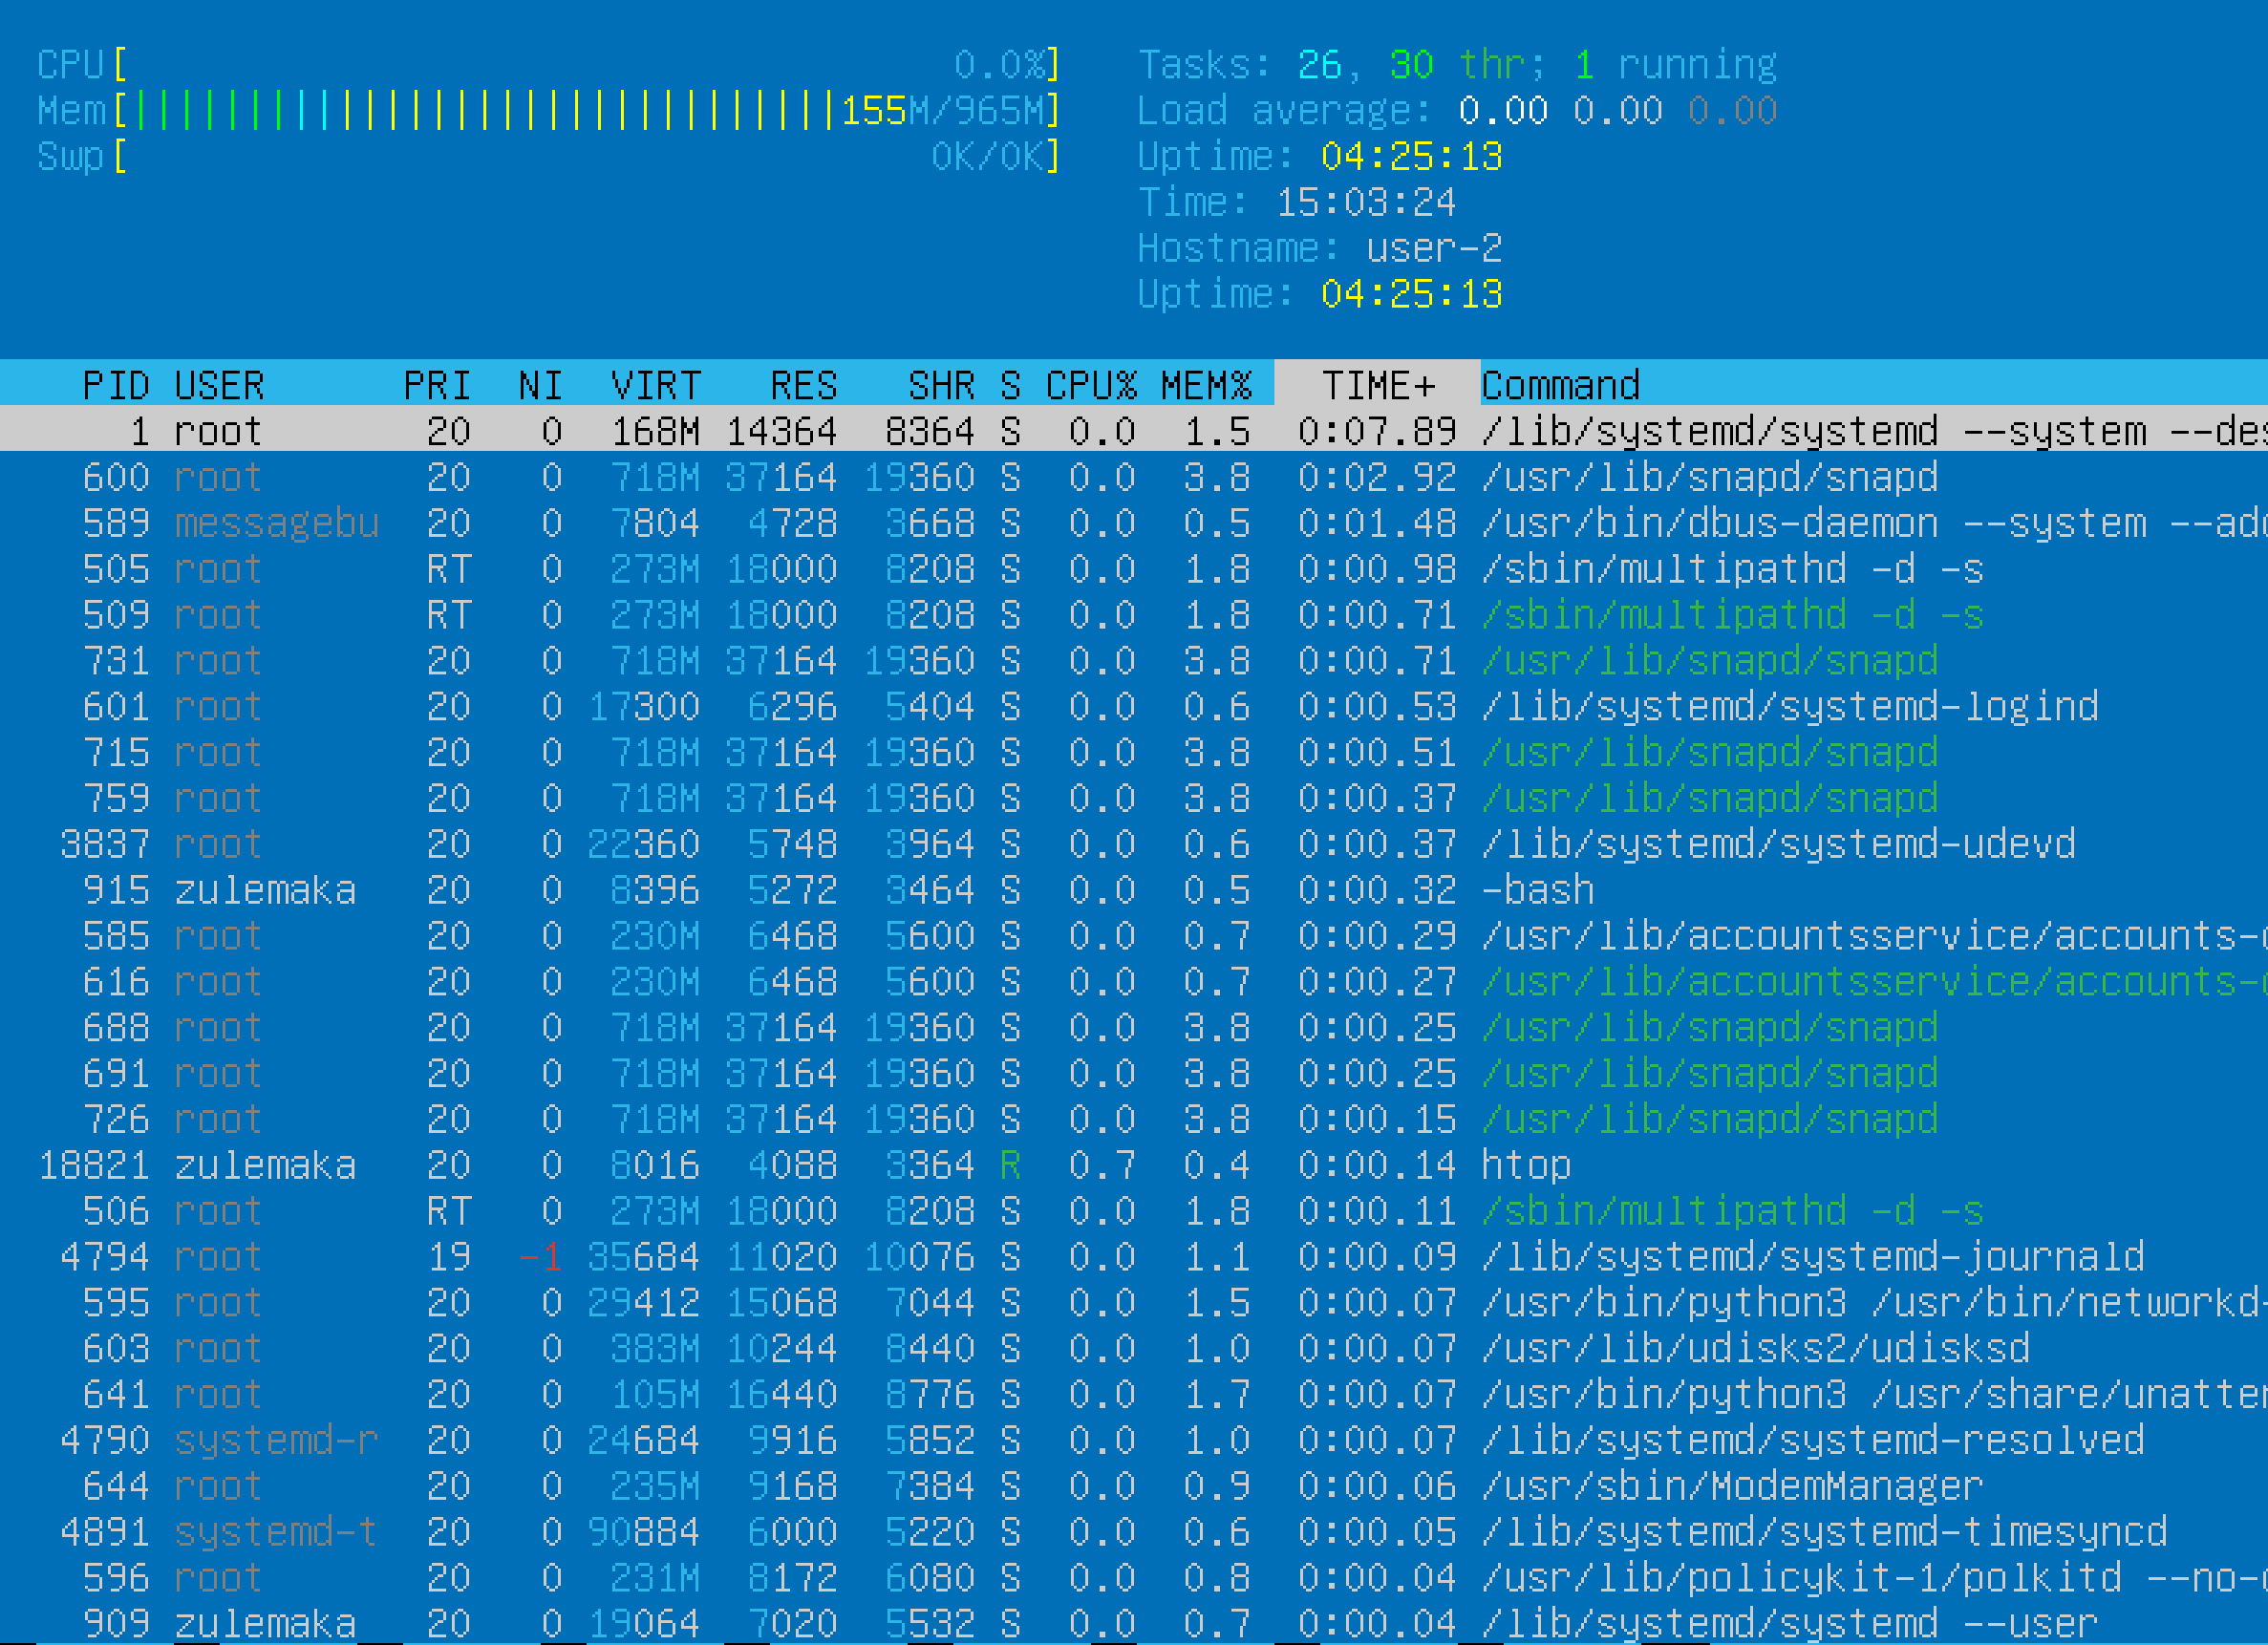 CPU[ 0.0%] Tasks: 26, 30 thr; 1 running
Mem[|||||||||||||||||||||||||||||||155M/965M] Load average: 0.00 0.00 0.00
Swp[ 0K/0K] Uptime: 04:25:13
Time: 15:03:24
Hostname: user-2
Uptime: 04:25:13
PID USER PRI NI VIRT RES SHR S CPU% MEM% TIME+ Command
1 root 20 0 168M 14364 8364 S 0.0 1.5 0:07.89 /lib/systemd/systemd --system --des
600 root 20 0 718M 37164 19360 S 0.0 3.8 0:02.92 /usr/lib/snapd/snapd
589 messagebu 20 0 7804 4728 3668 S 0.0 0.5 0:01.48 /usr/bin/dbus-daemon --system --add
505 root RT 0 273M 18000 8208 S 0.0 1.8 0:00.98 /sbin/multipathd -d -s
509 root RT 0 273M 18000 8208 S 0.0 1.8 0:00.71 /sbin/multipathd -d -s
731 root 20 0 718M 37164 19360 S 0.0 3.8 0:00.71 /usr/lib/snapd/snapd
601 root 20 0 17300 6296 5404 S 0.0 0.6 0:00.53 /lib/systemd/systemd-logind
715 root 20 0 718M 37164 19360 S 0.0 3.8 0:00.51 /usr/lib/snapd/snapd
759 root 20 0 718M 37164 19360 S 0.0 3.8 0:00.37 /usr/lib/snapd/snapd
3837 root 20 0 22360 5748 3964 S 0.0 0.6 0:00.37 /lib/systemd/systemd-udevd
915 zulemaka 20 0 8396 5272 3464 S 0.0 0.5 0:00.32 -bash
585 root 20 0 230M 6468 5600 S 0.0 0.7 0:00.29 /usr/lib/accountsservice/accounts-d
616 root 20 0 230M 6468 5600 S 0.0 0.7 0:00.27 /usr/lib/accountsservice/accounts-d
688 root 20 0 718M 37164 19360 S 0.0 3.8 0:00.25 /usr/lib/snapd/snapd
691 root 20 0 718M 37164 19360 S 0.0 3.8 0:00.25 /usr/lib/snapd/snapd
726 root 20 0 718M 37164 19360 S 0.0 3.8 0:00.15 /usr/lib/snapd/snapd
18821 zulemaka 20 0 8016 4088 3364 R 0.7 0.4 0:00.14 htop
506 root RT 0 273M 18000 8208 S 0.0 1.8 0:00.11 /sbin/multipathd -d -s
4794 root 19 -1 35684 11020 10076 S 0.0 1.1 0:00.09 /lib/systemd/systemd-journald
595 root 20 0 29412 15068 7044 S 0.0 1.5 0:00.07 /usr/bin/python3 /usr/bin/networkd-
603 root 20 0 383M 10244 8440 S 0.0 1.0 0:00.07 /usr/lib/udisks2/udisksd
641 root 20 0 105M 16440 8776 S 0.0 1.7 0:00.07 /usr/bin/python3 /usr/share/unatten
4790 systemd-r 20 0 24684 9916 5852 S 0.0 1.0 0:00.07 /lib/systemd/systemd-resolved
644 root 20 0 235M 9168 7384 S 0.0 0.9 0:00.06 /usr/sbin/ModemManager
4891 systemd-t 20 0 90884 6000 5220 S 0.0 0.6 0:00.05 /lib/systemd/systemd-timesyncd
596 root 20 0 231M 8172 6080 S 0.0 0.8 0:00.04 /usr/lib/policykit-1/polkitd --no-d
909 zulemaka 20 0 19064 7020 5532 S 0.0 0.7 0:00.04 /lib/systemd/systemd --user